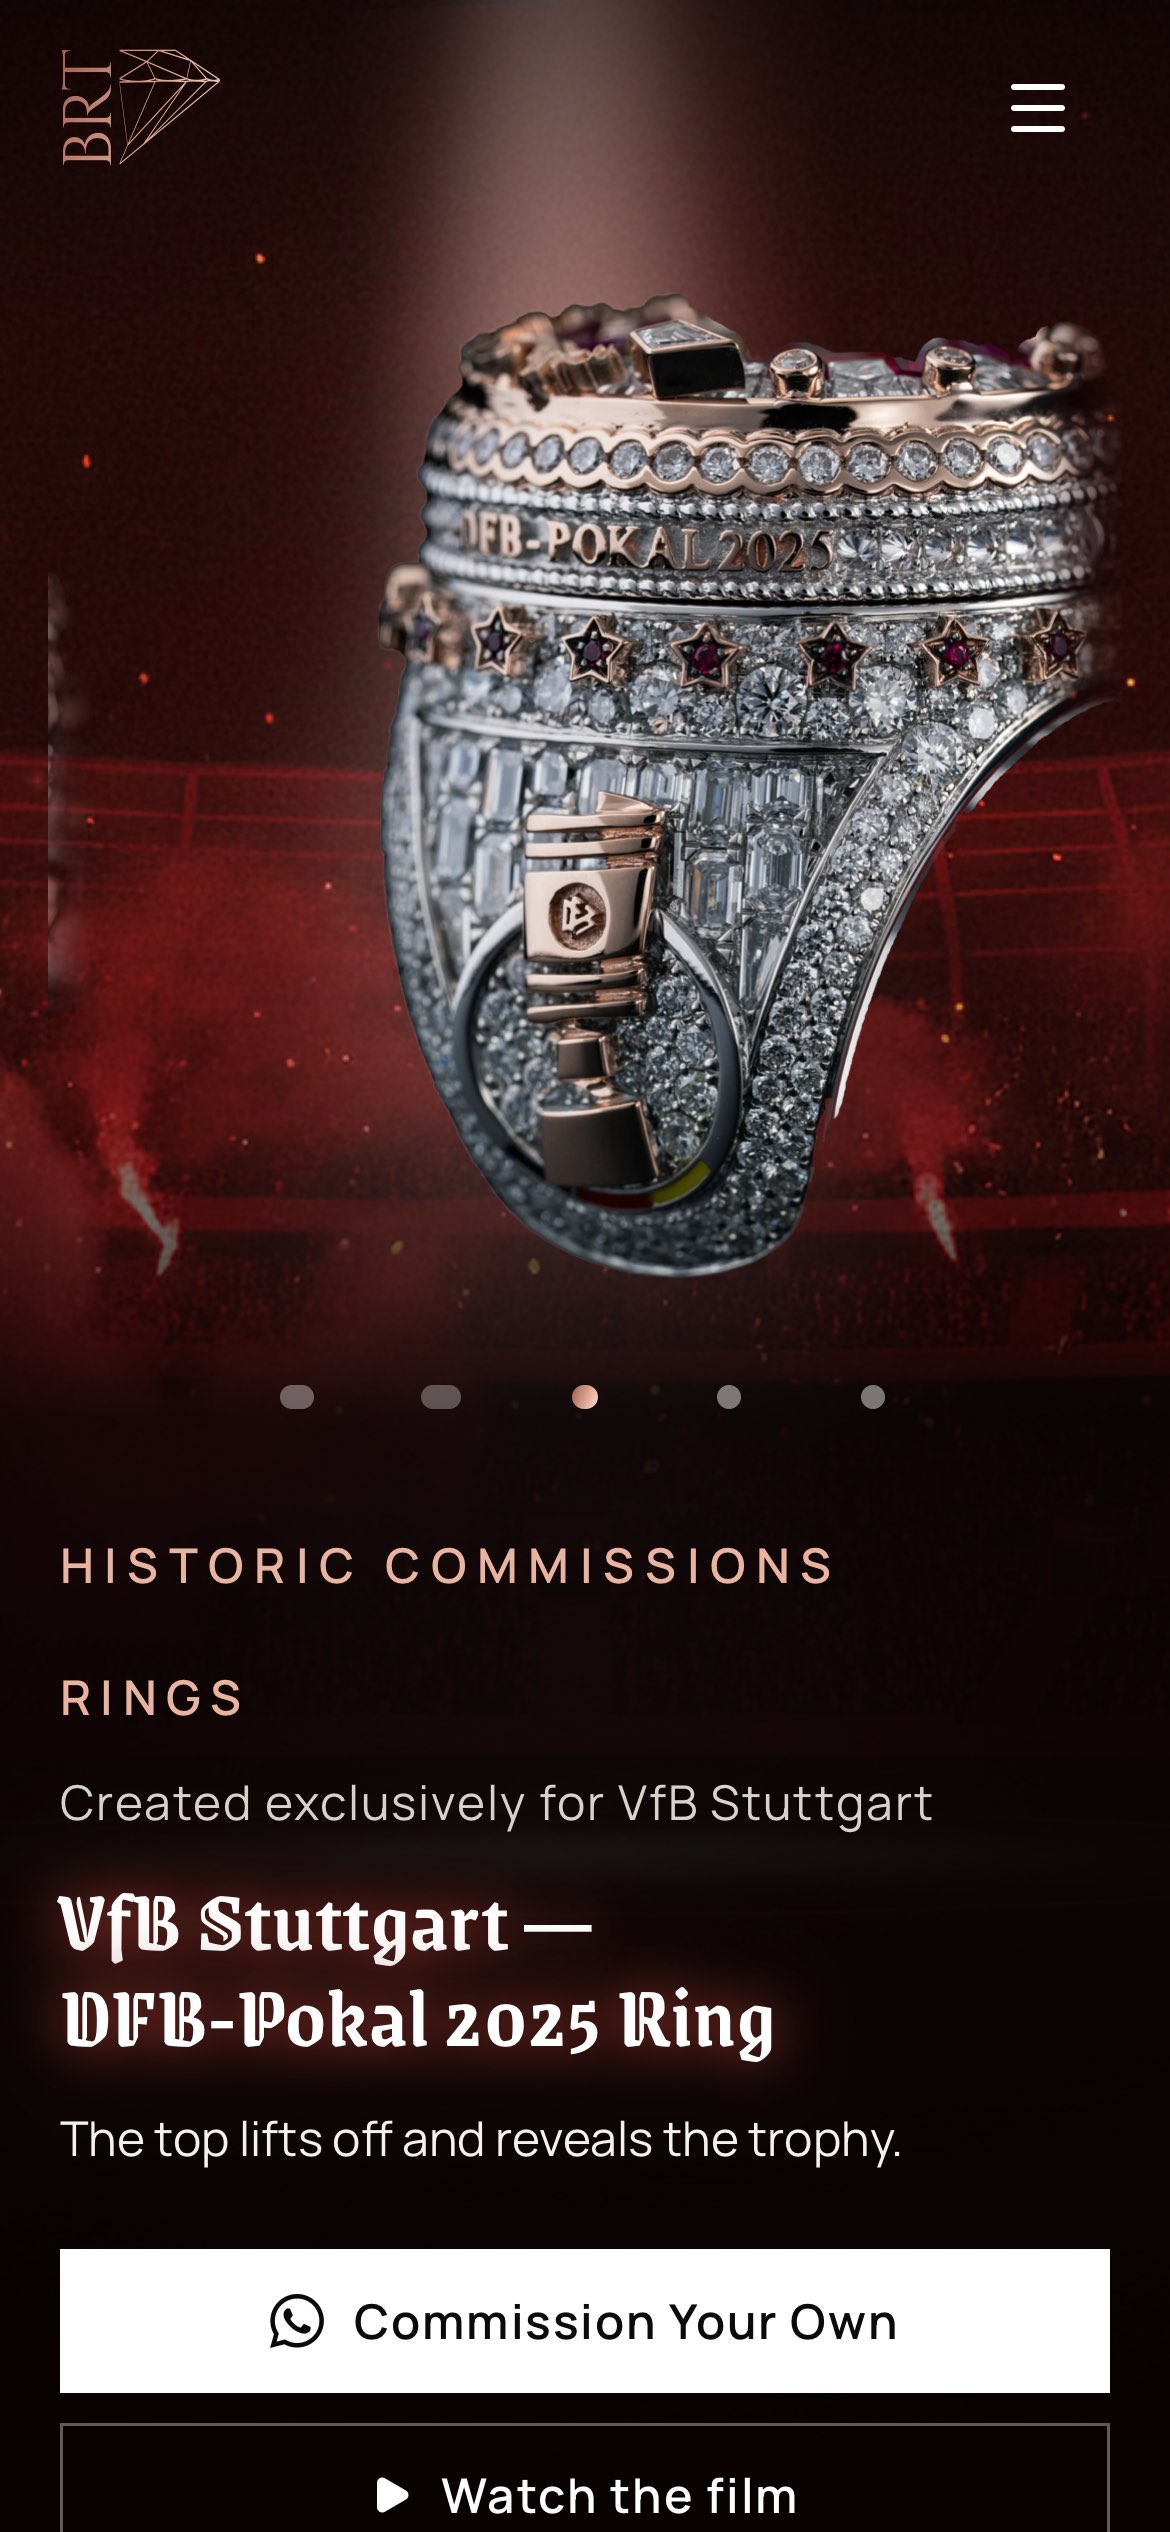 BRT
DFB-POKAL 2025
HISTORIC COMMISSIONS
RINGS
Created exclusively for VfB Stuttgart
VfB Stuttgart —
DFB-Pokal 2025 Ring
The top lifts off and reveals the trophy.
Commission Your Own
Watch the film